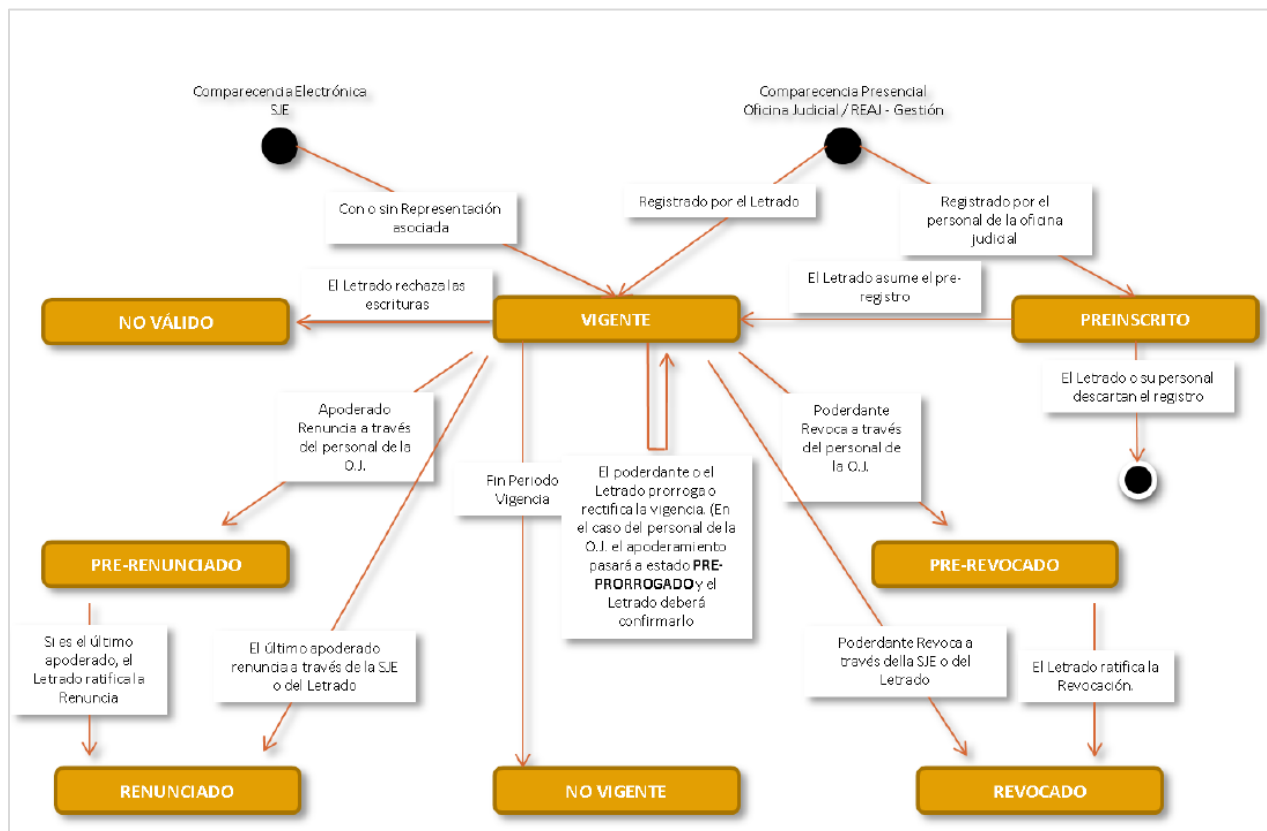 Comparecencia Electrónica
SJE
Comparecencia Presencial
Oficina Judicial / REAJ - Gestión
Con o sin Representación
asociada
Registrado por el Letrado
Registrado por el
personal de la oficina
judicial
El Letrado rechaza las
escrituras
El Letrado asume el pre-
registro
NO VÁLIDO
VIGENTE
PREINSCRITO
El Letrado o su personal
descartan el registro
Apoderado
Renuncia a través
del personal de la
O.J.
Fin Periodo
Vigencia
El poderdante o el
Letrado prorroga o
rectifica la vigencia. (En
el caso del personal de la
O.J. el apoderamiento
pasará a estado PRE-
PRORROGADO y el
Letrado deberá
confirmarlo
Poderdante
Revoca a través
del personal de
la O.J.
PRE-RENUNCIADO
PRE-REVOCADO
Si es el último
apoderado, el
Letrado ratifica la
Renuncia
El último apoderado
renuncia a través de la SJE
o del Letrado
Poderdante Revoca a
través della SJE o del
Letrado
El Letrado ratifica la
Revocación.
RENUNCIADO
NO VIGENTE
REVOCADO